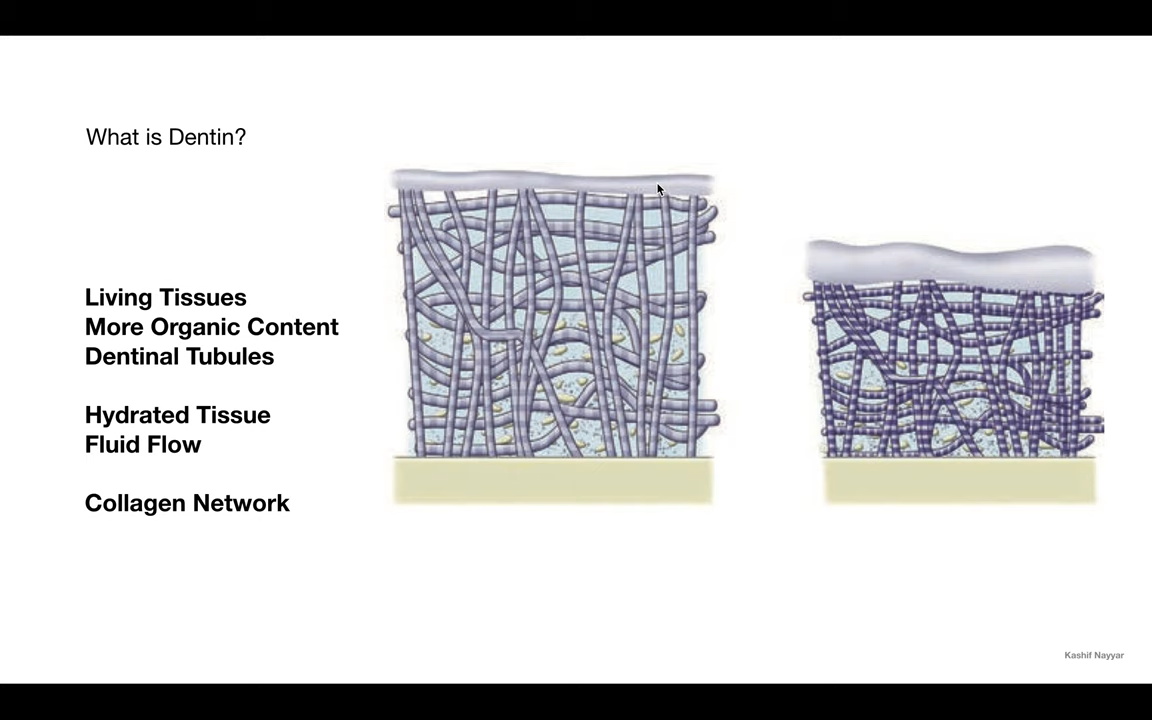 What is Dentin?
Living Tissues
More Organic Content
Dentinal Tubules
Hydrated Tissue
Fluid Flow
Collagen Network
Kashif Nayyar